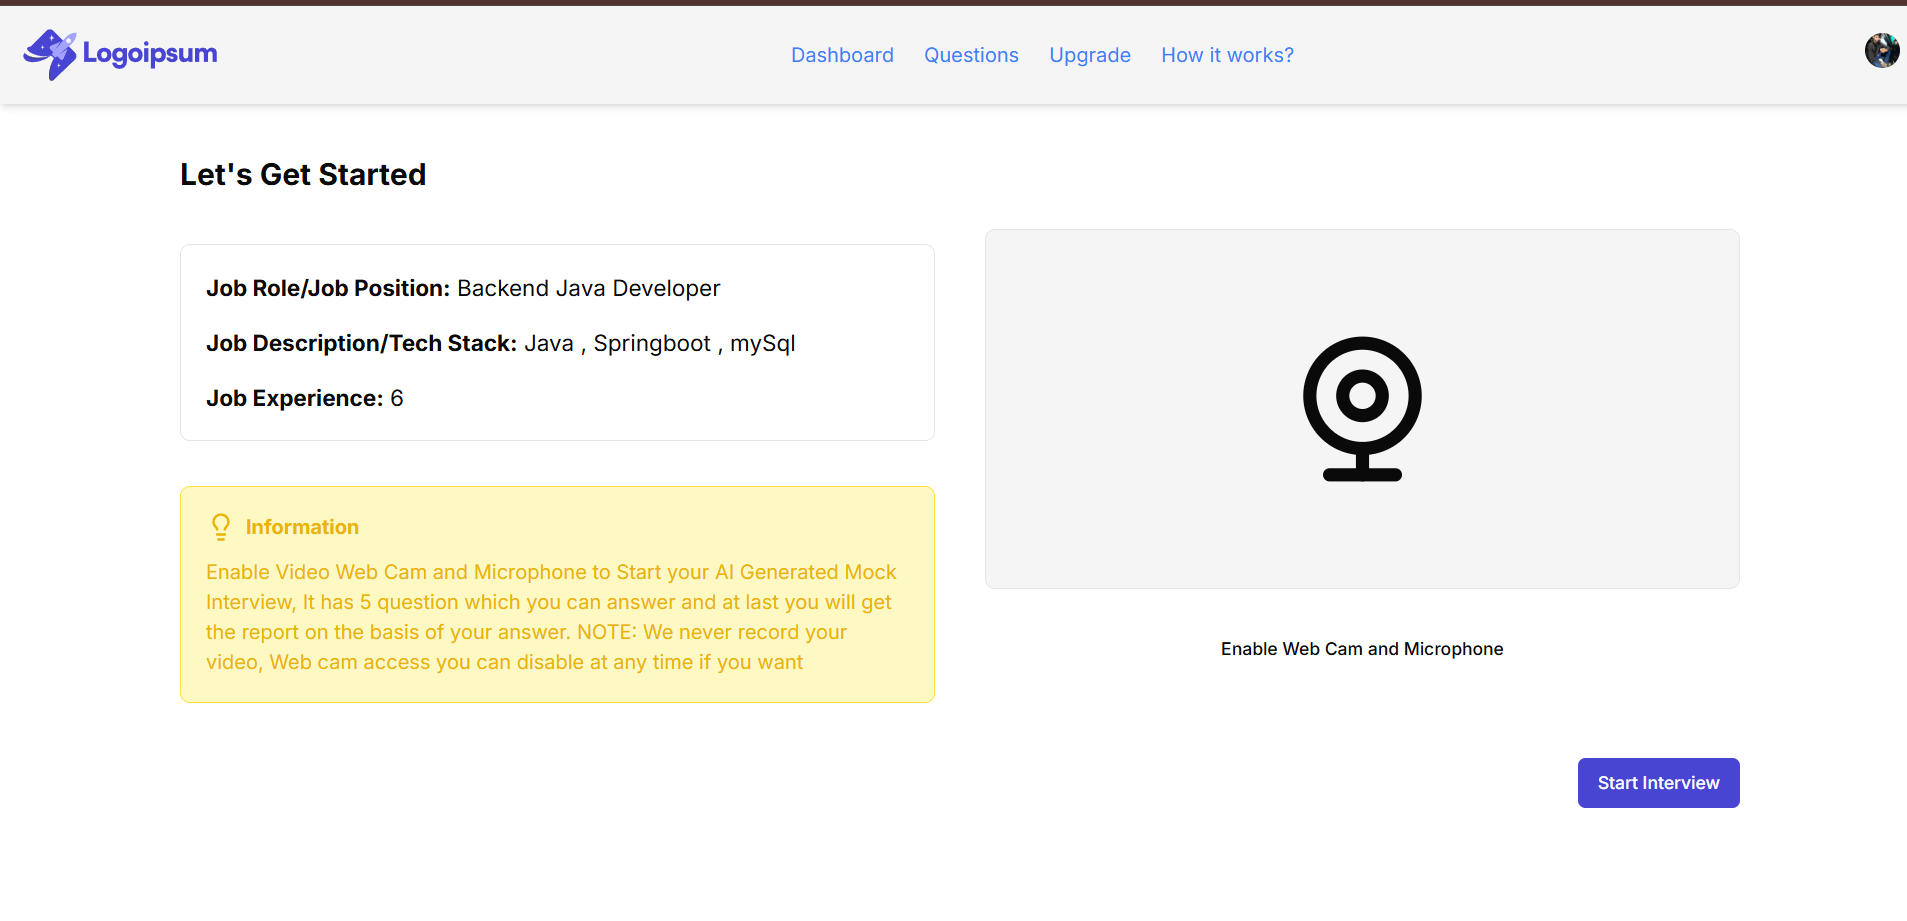 Logoipsum
Dashboard
Questions
Upgrade
How it works?
Let's Get Started
Job Role/Job Position: Backend Java Developer
Job Description/Tech Stack: Java , Springboot , mySql
Job Experience: 6
Information
Enable Video Web Cam and Microphone to Start your AI Generated Mock
Interview, It has 5 question which you can answer and at last you will get
the report on the basis of your answer. NOTE: We never record your
video, Web cam access you can disable at any time if you want
Enable Web Cam and Microphone
Start Interview